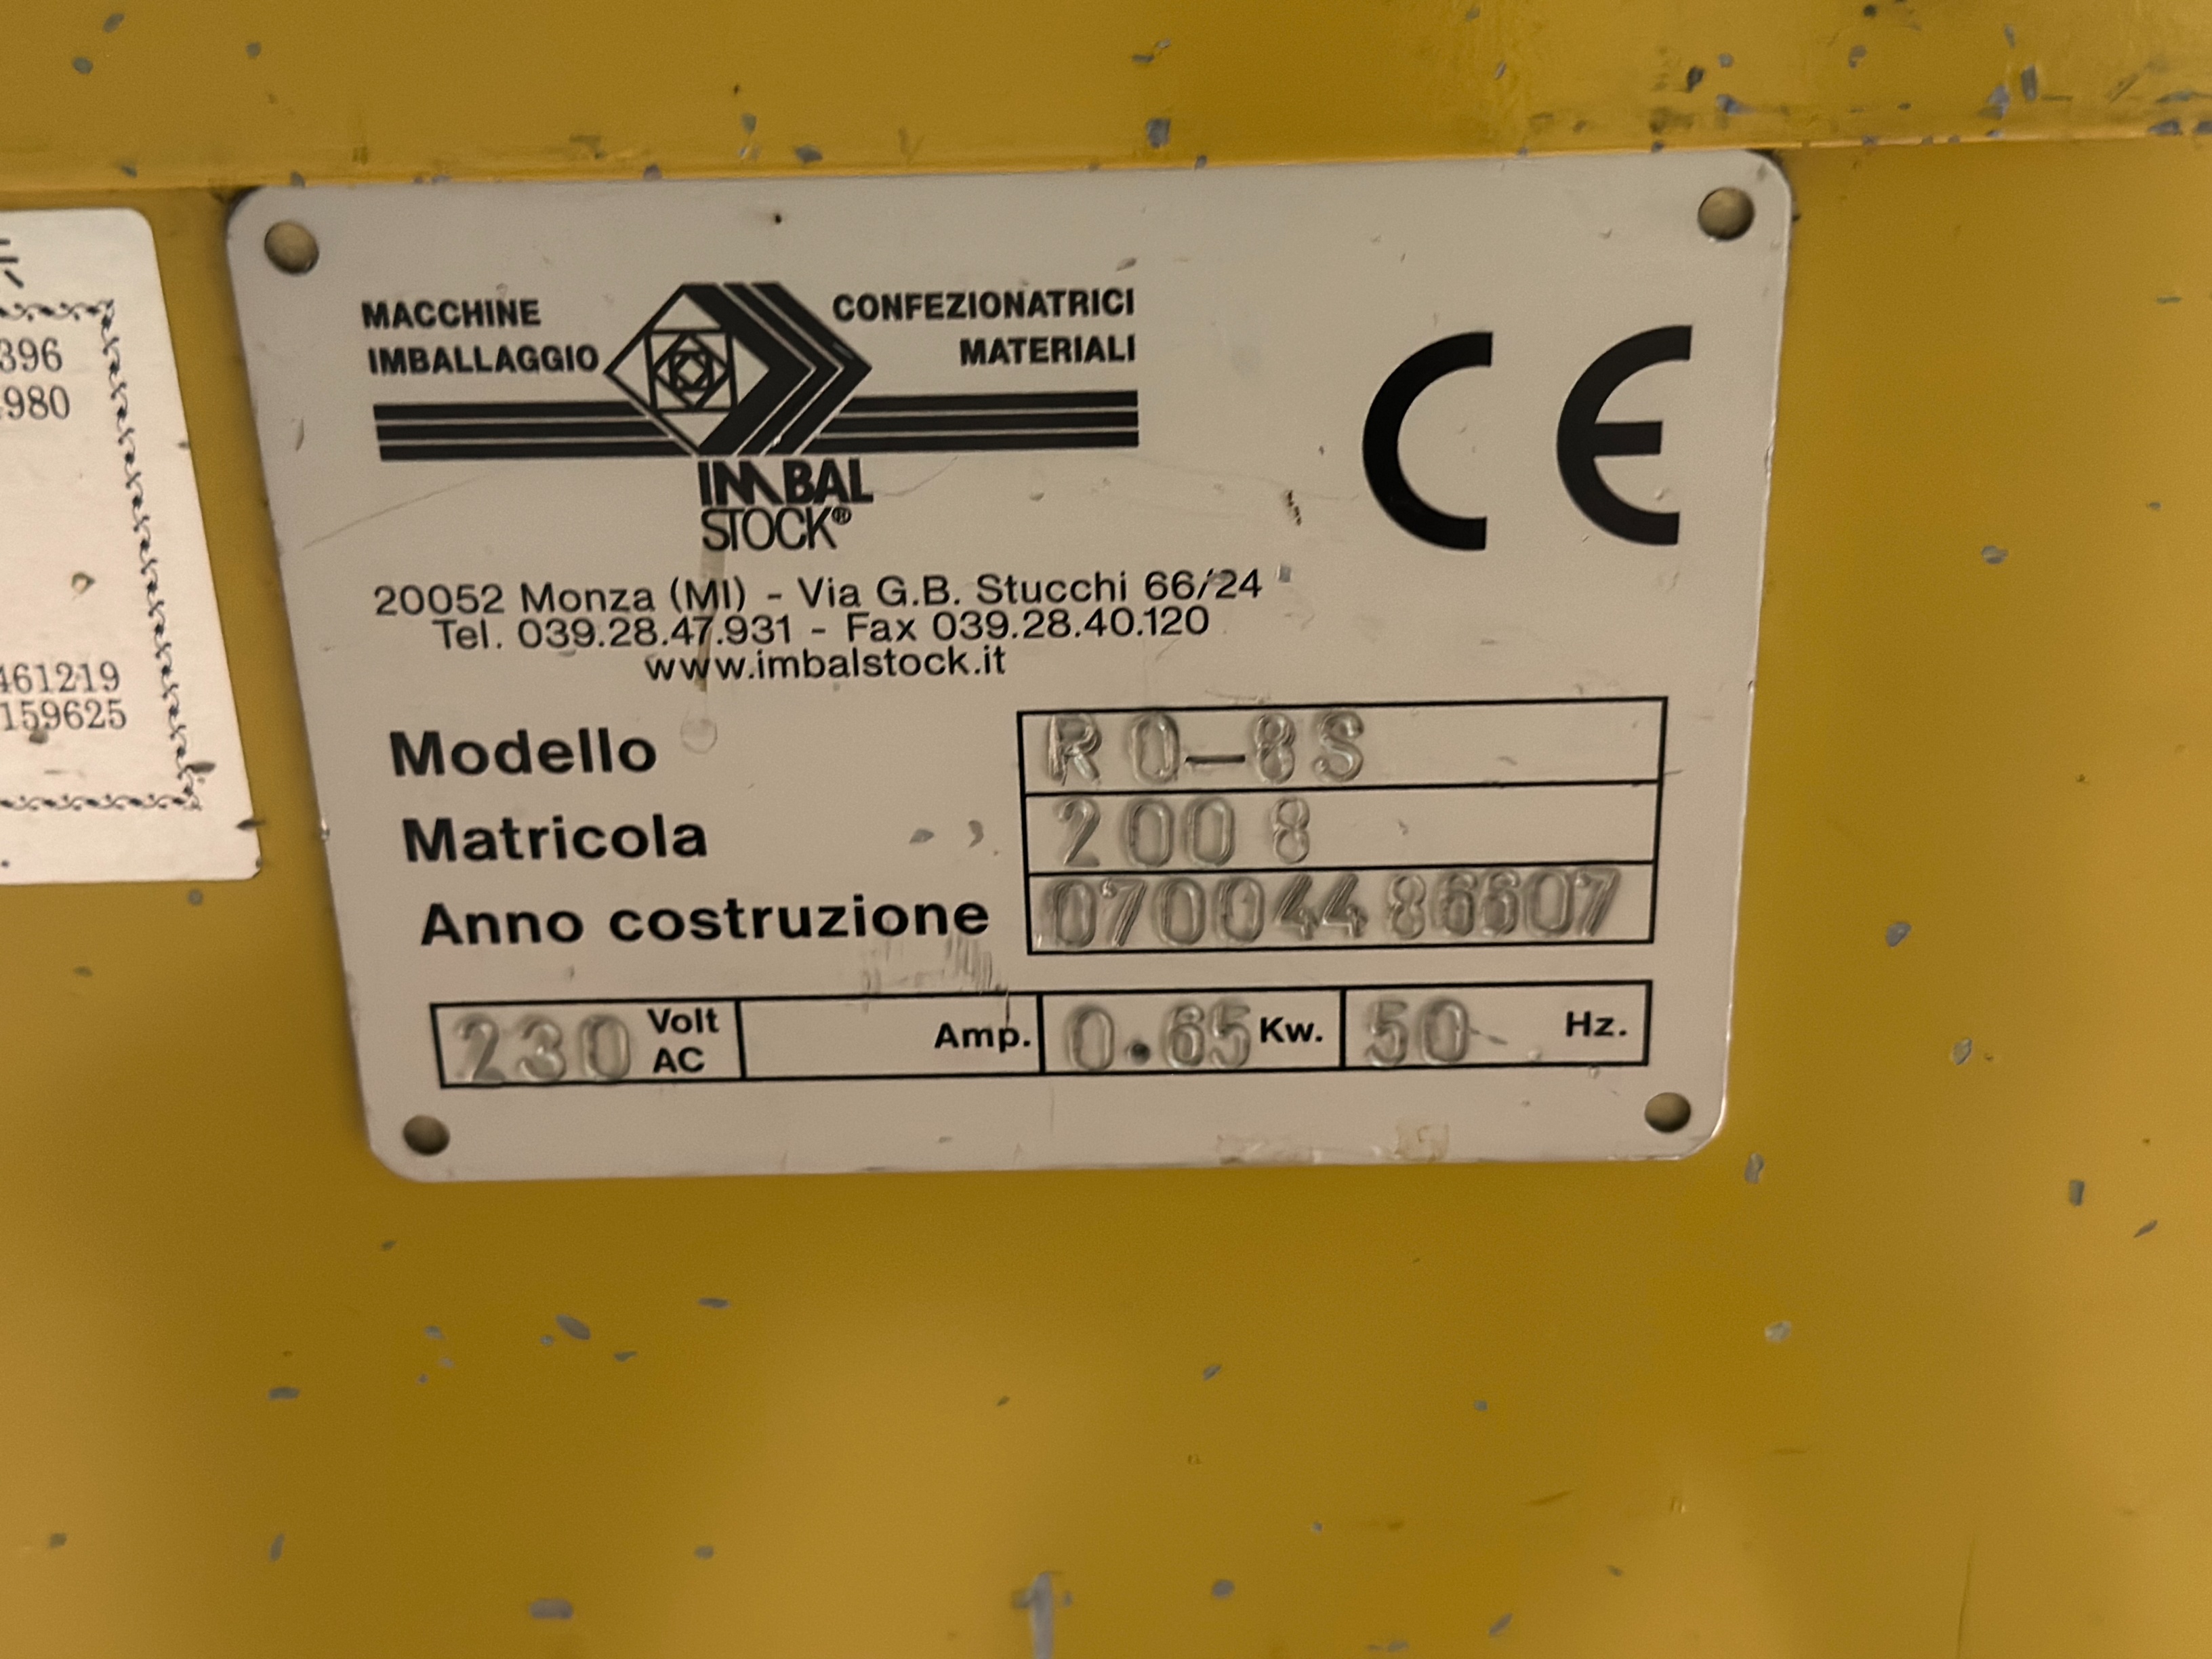 396
980
461219
159625
MACCHINE CONFEZIONATRICI
IMBALLAGGIO MATERIALI
IMBAL
STOCK®
CE
20052 Monza (MI) - Via G.B. Stucchi 66/24
Tel. 039.28.47.931 - Fax 039.28.40.120
www.imbalstock.it
Modello RO-8S
Matricola 2008
Anno costruzione 07004486607
230 Volt AC Amp. 0.65 Kw. 50 Hz.